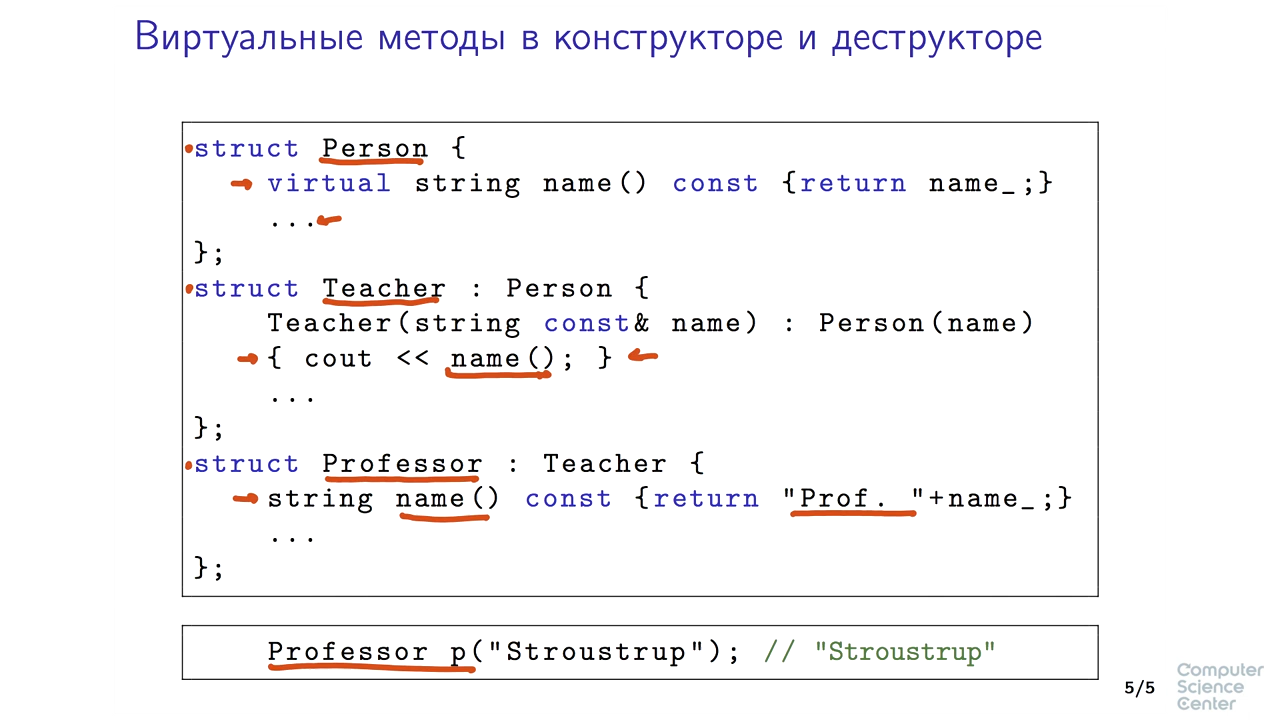 Виртуальные методы в конструкторе и деструкторе
struct Person {
virtual string name() const {return name_;}
...
};
struct Teacher : Person {
Teacher(string const& name) : Person(name)
{ cout << name(); }
...
};
struct Professor : Teacher {
string name() const {return "Prof. "+name_;}
...
};
Professor p("Stroustrup"); // "Stroustrup"
5/5
Computer
Science
Center